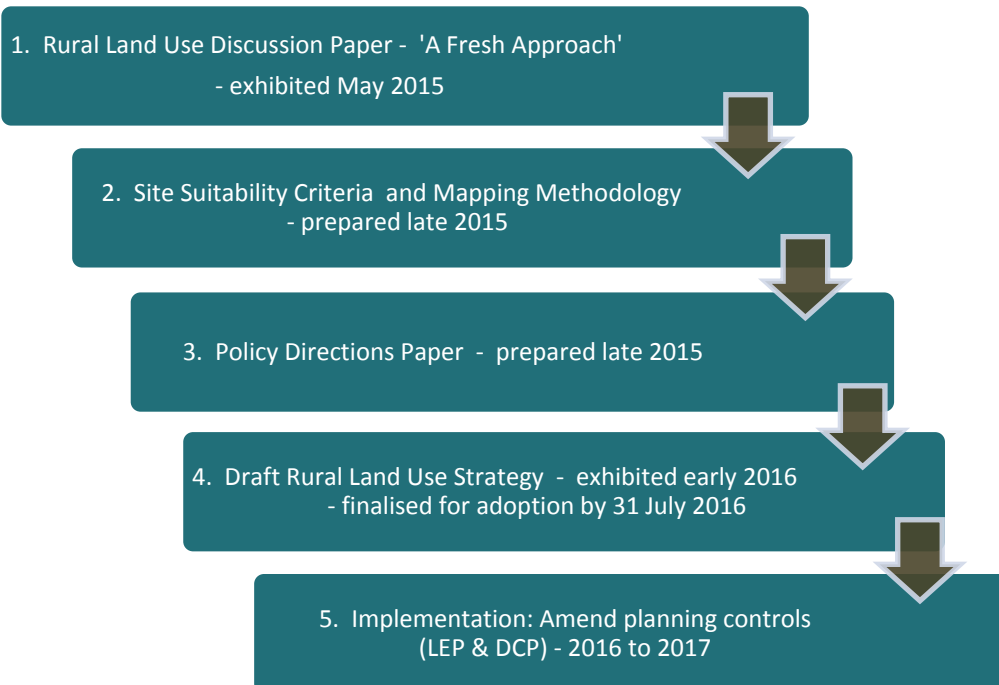 1. Rural Land Use Discussion Paper - 'A Fresh Approach'
- exhibited May 2015
2. Site Suitability Criteria and Mapping Methodology
- prepared late 2015
3. Policy Directions Paper - prepared late 2015
4. Draft Rural Land Use Strategy - exhibited early 2016
- finalised for adoption by 31 July 2016
5. Implementation: Amend planning controls
(LEP & DCP) - 2016 to 2017